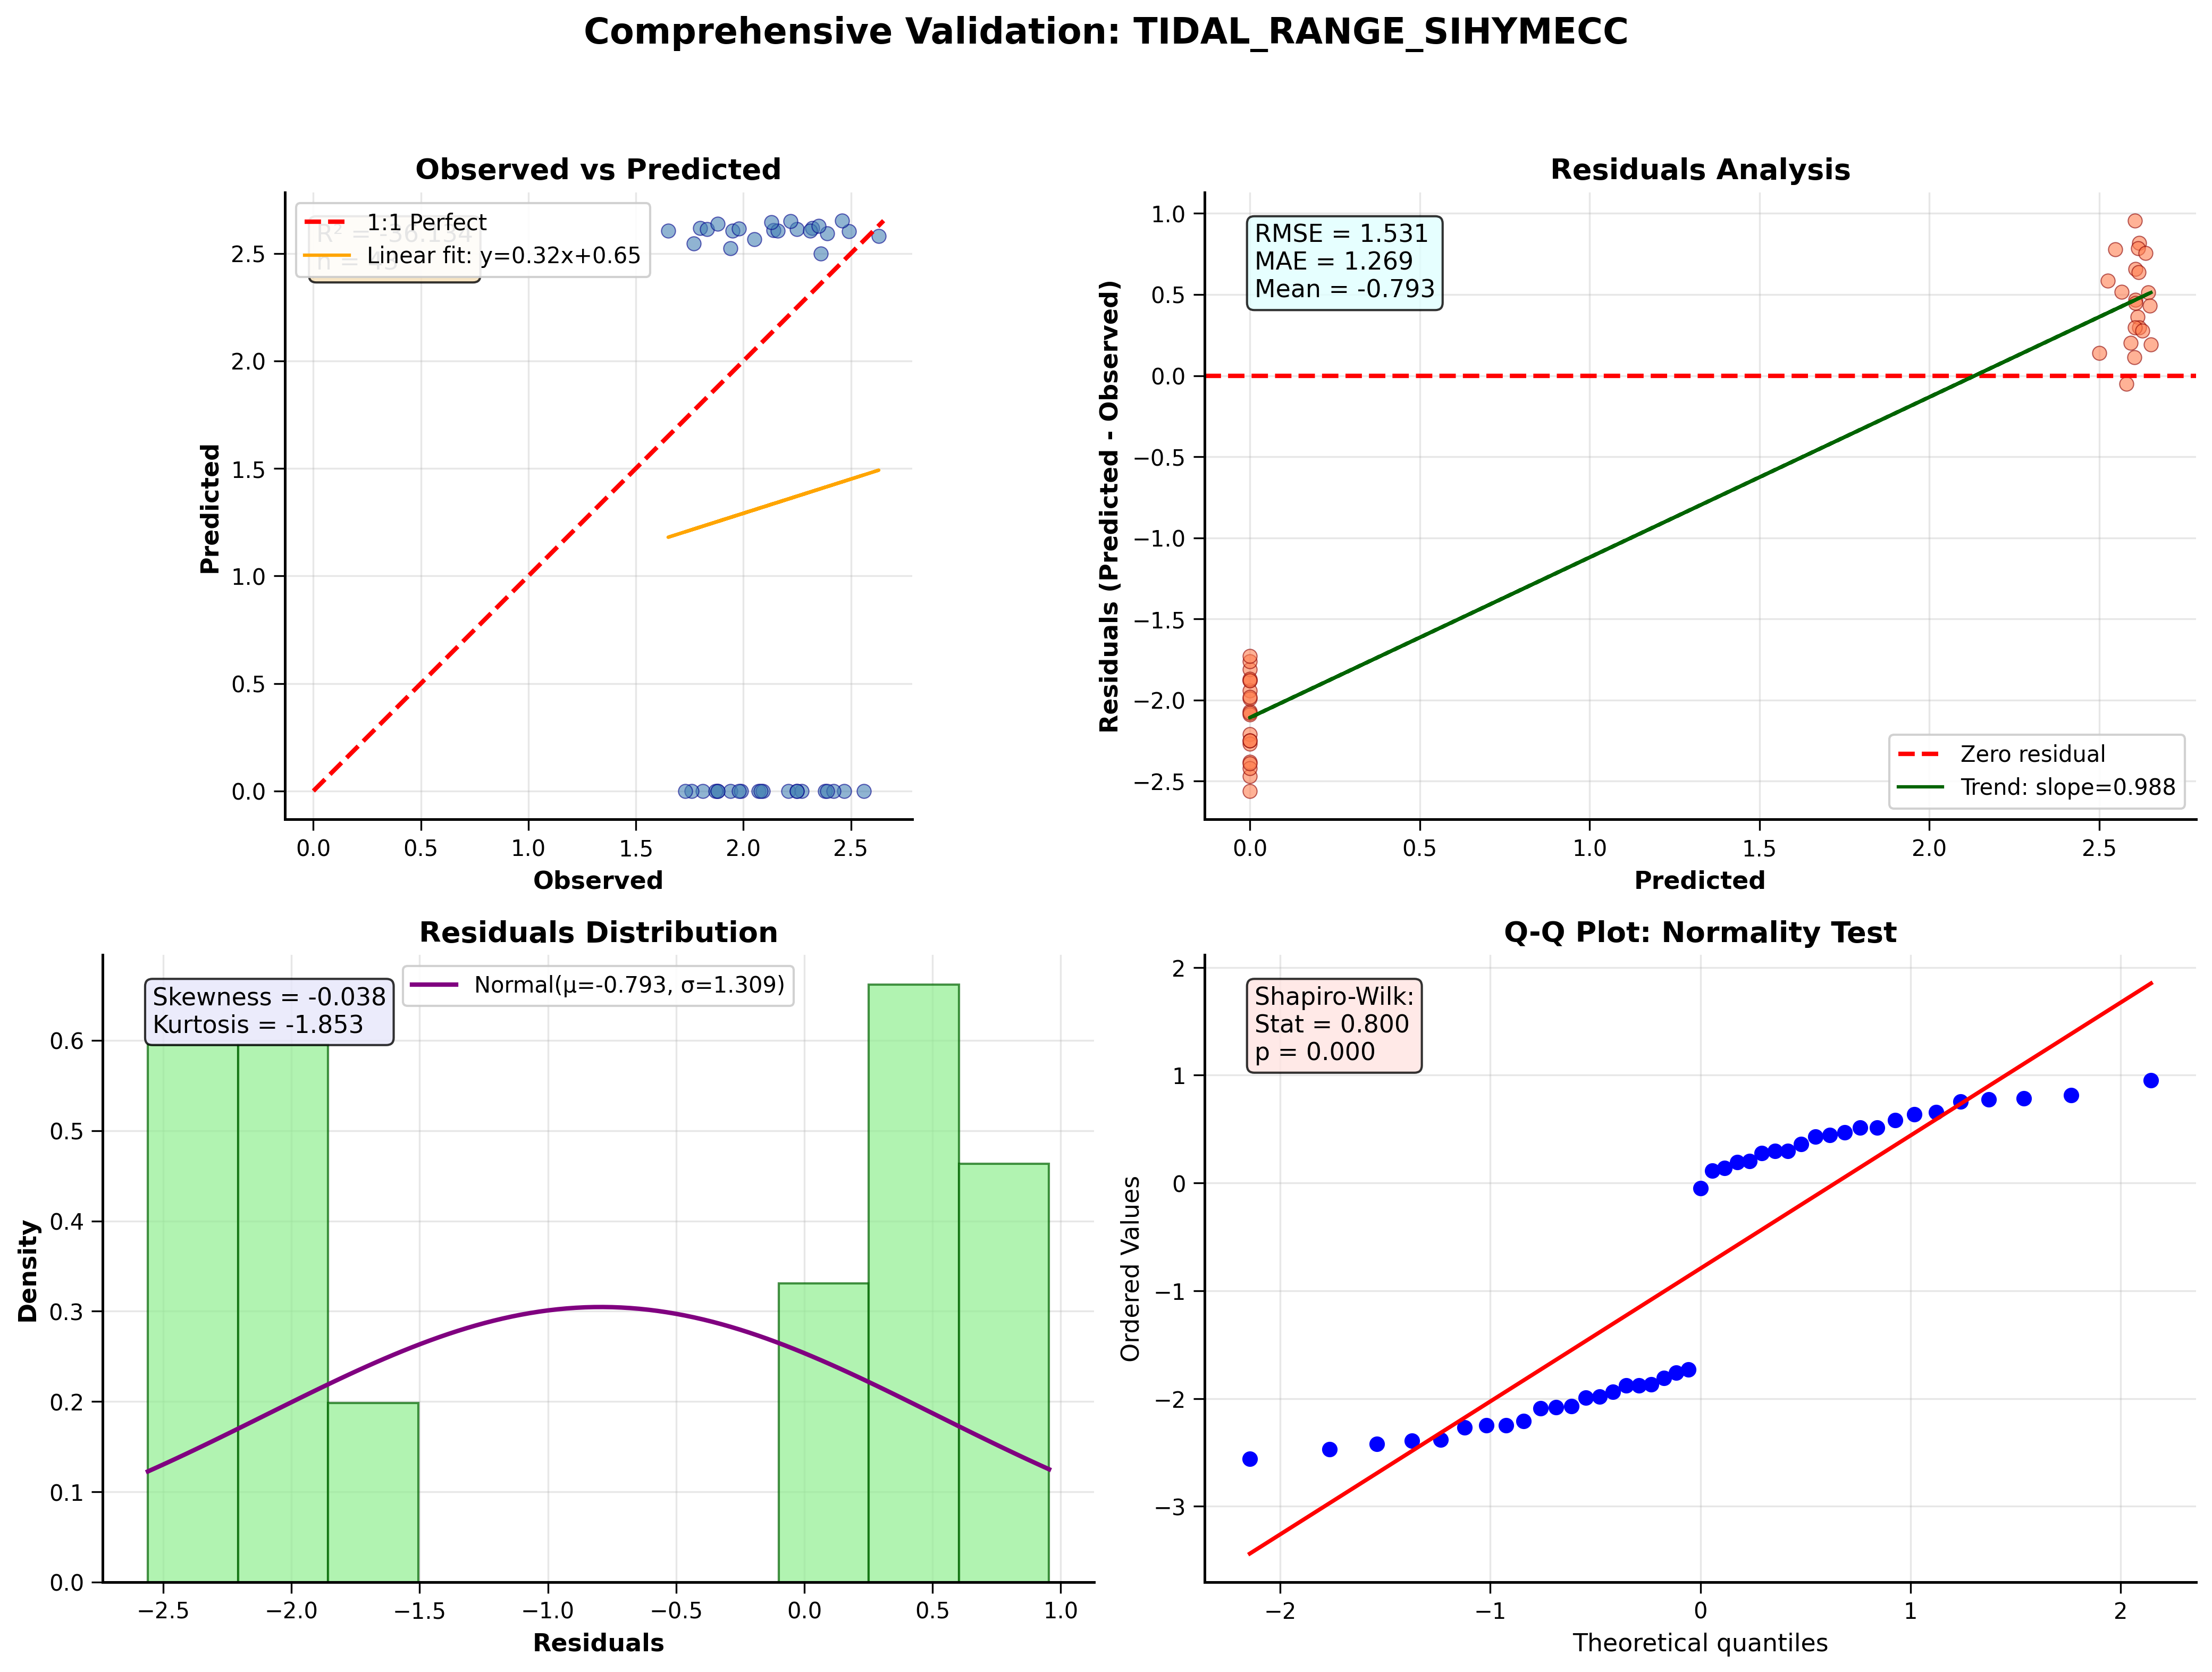 Comprehensive Validation: TIDAL_RANGE_SIHYMECC
Observed vs Predicted
R² = -36.134
n = 43
1:1 Perfect
Linear fit: y=0.32x+0.65
2.5
2.0
1.5
1.0
0.5
0.0
Predicted
0.0 0.5 1.0 1.5 2.0 2.5
Observed
Residuals Analysis
RMSE = 1.531
MAE = 1.269
Mean = -0.793
1.0
0.5
0.0
−0.5
−1.0
−1.5
−2.0
−2.5
Residuals (Predicted - Observed)
Zero residual
Trend: slope=0.988
0.0 0.5 1.0 1.5 2.0 2.5
Predicted
Residuals Distribution
Skewness = -0.038
Kurtosis = -1.853
Normal(μ=-0.793, σ=1.309)
0.6
0.5
0.4
0.3
0.2
0.1
0.0
Density
−2.5 −2.0 −1.5 −1.0 −0.5 0.0 0.5 1.0
Residuals
Q-Q Plot: Normality Test
Shapiro-Wilk:
Stat = 0.800
p = 0.000
2
1
0
−1
−2
−3
Ordered Values
−2 −1 0 1 2
Theoretical quantiles